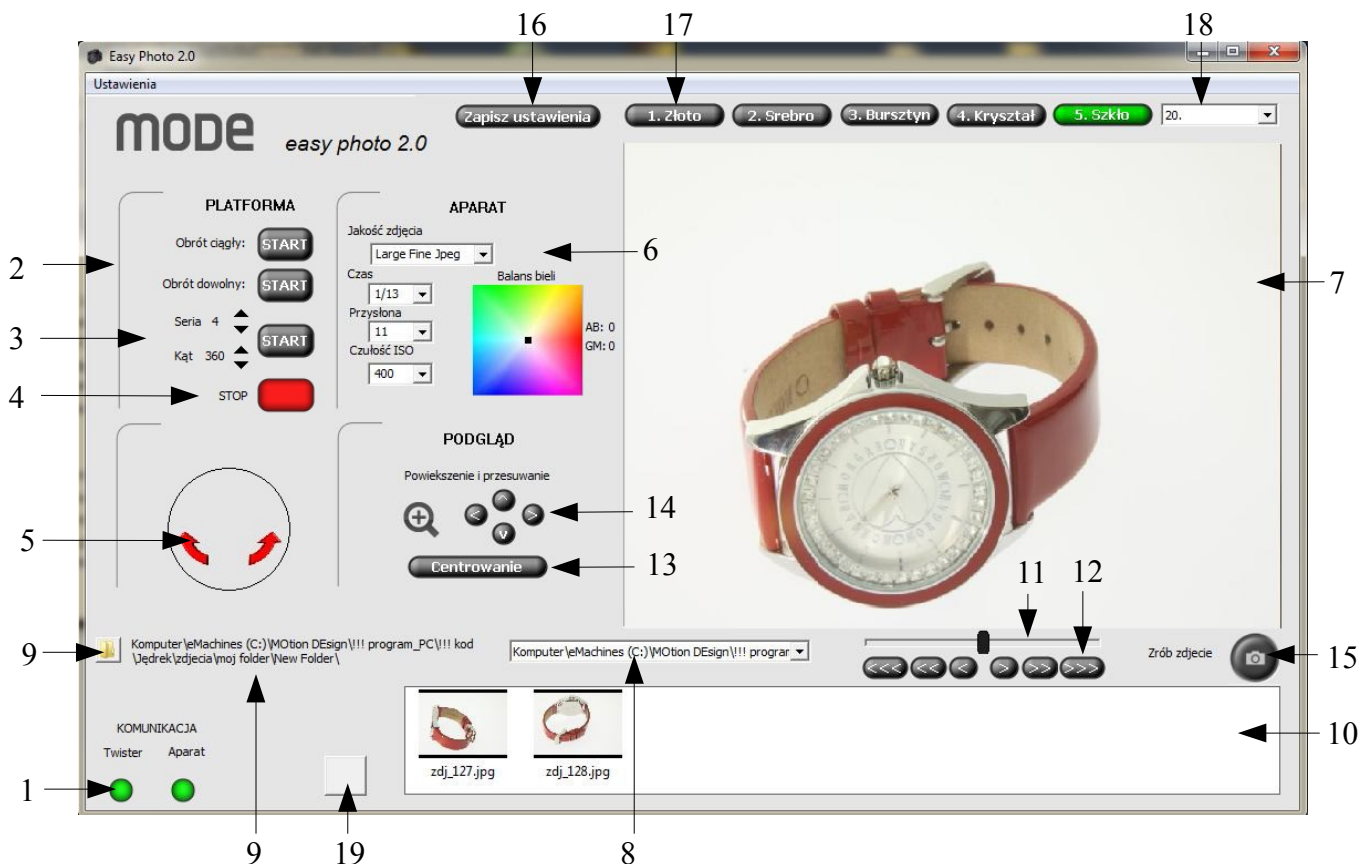 16 17 18
Easy Photo 2.0
Ustawienia
Zapisz ustawienia 1. Złoto 2. Srebro 3. Bursztyn 4. Kryształ 5. Szkło 20.
MODE easy photo 2.0
PLATFORMA
Obrót ciągły: START
Obrót dowolny: START
Seria 4
START
Kąt 360
STOP
2
3
4
APARAT
Jakość zdjęcia
Large Fine Jpeg
Czas
1/13
Przysłona
11
Czułość ISO
400
Balans bieli
AB: 0
GM: 0
6
7
5
PODGLĄD
Powiekszenie i przesuwanie
< ^ v >
14
Centrowanie
13
11 12
9
Komputer\eMachines (C:)\MOtion DEsign\!!! program_PC\!!! kod
\Jędrek\zdjecia\moj folder\New Folder\
Komputer\eMachines (C:)\MOtion DEsign\!!! program
<<< << < > >> >>>
Zrób zdjecie
15
KOMUNIKACJA
Twister Aparat
1
zdj_127.jpg zdj_128.jpg
10
9 19 8